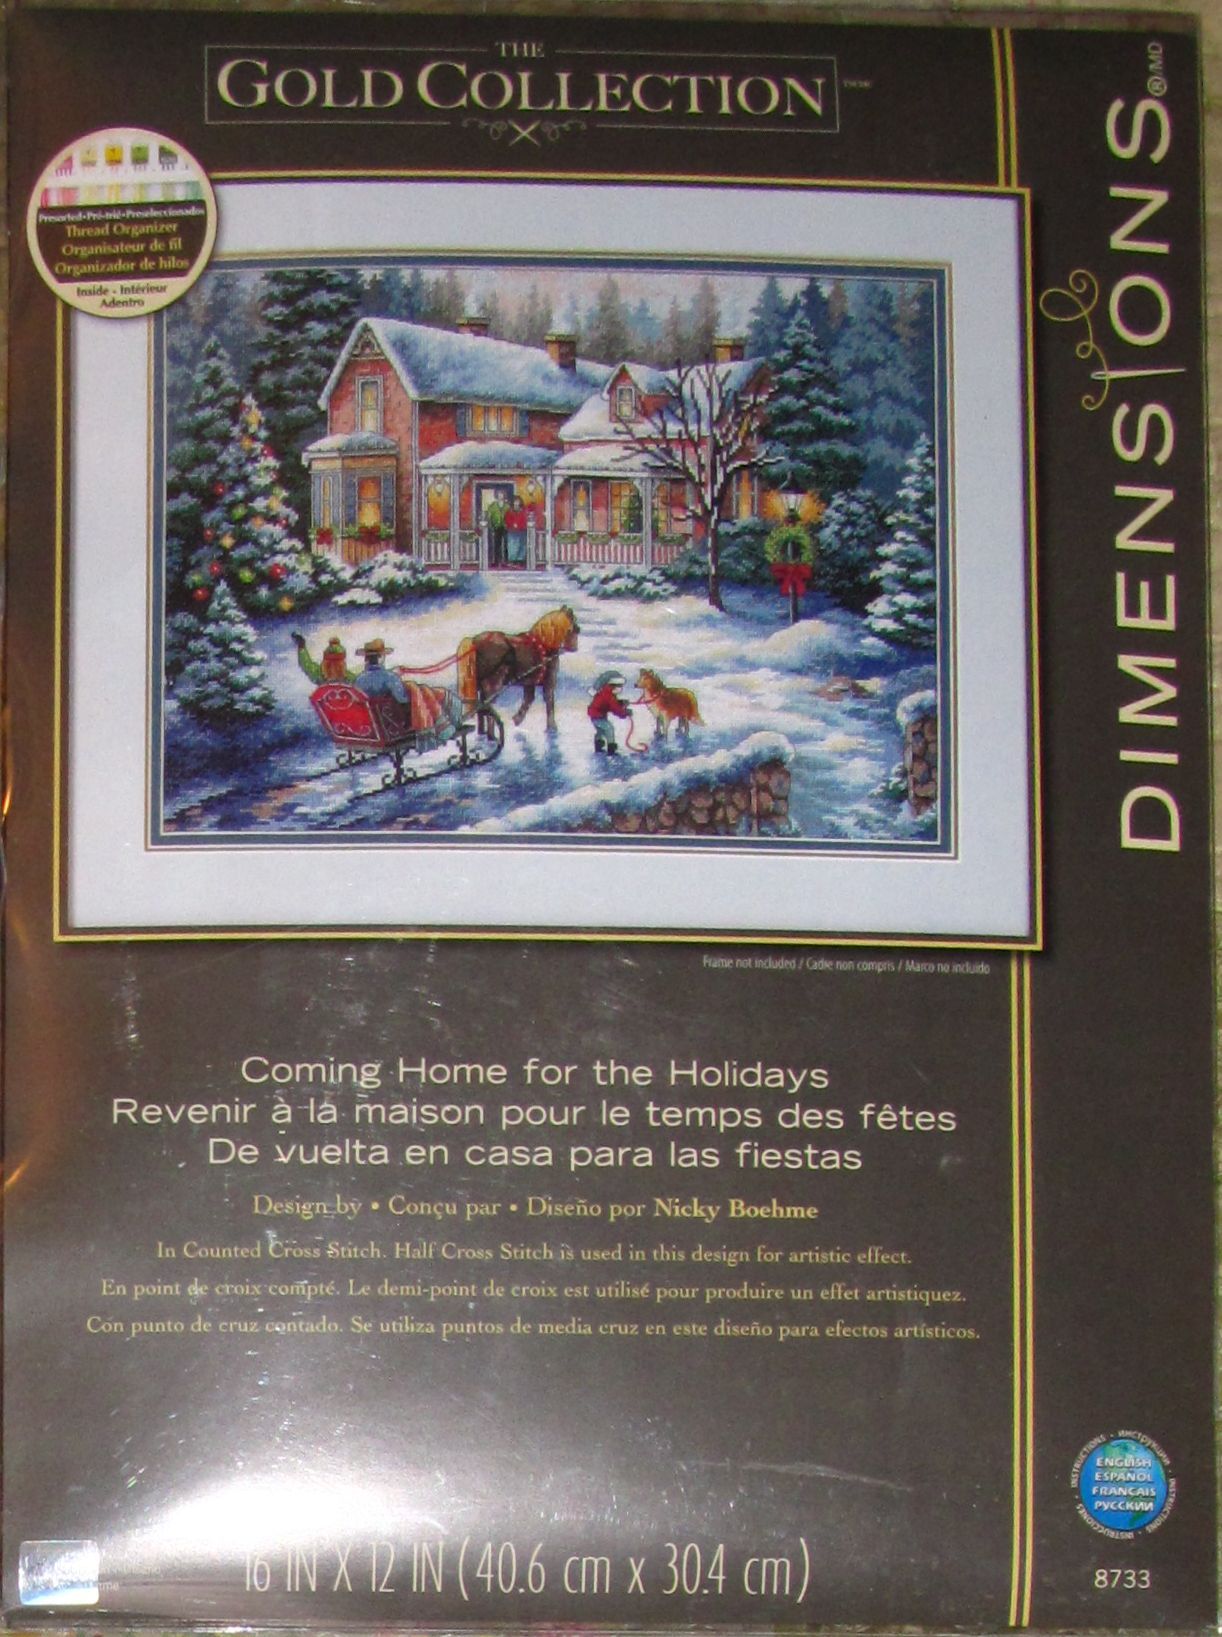 THE
GOLD COLLECTION
Presorted•Pré-trié•Preseleccionados
Thread Organizer
Organisateur de fil
Organizador de hilos
Inside - Intérieur
Adentro
DIMENSIONS®/MD
Frame not included / Cadre non compris / Marco no incluido
Coming Home for the Holidays
Revenir à la maison pour le temps des fêtes
De vuelta en casa para las fiestas
Design by • Conçu par • Diseño por Nicky Boehme
In Counted Cross Stitch. Half Cross Stitch is used in this design for artistic effect.
En point de croix compté. Le demi-point de croix est utilisé pour produire un effet artistiquez.
Con punto de cruz contado. Se utiliza puntos de media cruz en este diseño para efectos artísticos.
INSTRUCTIONS • ИНСТРУКЦИИ • INSTRUCTIONS • INSTRUCCIONES •
ENGLISH
ESPAÑOL
FRANÇAIS
РУССКИЙ
16 IN X 12 IN (40.6 cm x 30.4 cm)
8733